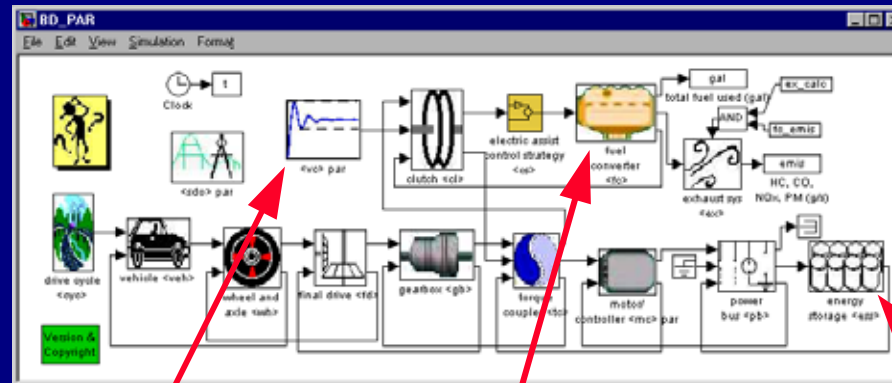 BD_PAR
File Edit View Simulation Format
Clock
t
<vc> par
<sdo> par
clutch <cl>
electric assist
control strategy
<cs>
fuel
converter
<fc>
gal
total fuel used (gal)
ex_calc
AND
tc_emis
emis
HC, CO,
NOx, PM (g/s)
exhaust sys
<ex>
drive cycle
<cyc>
vehicle <veh>
wheel and
axle <wh>
final drive <fd>
gearbox <gb>
torque
coupler <tc>
motor/
controller <mc> par
power
bus <pb>
energy
storage <ess>
Version &
Copyright